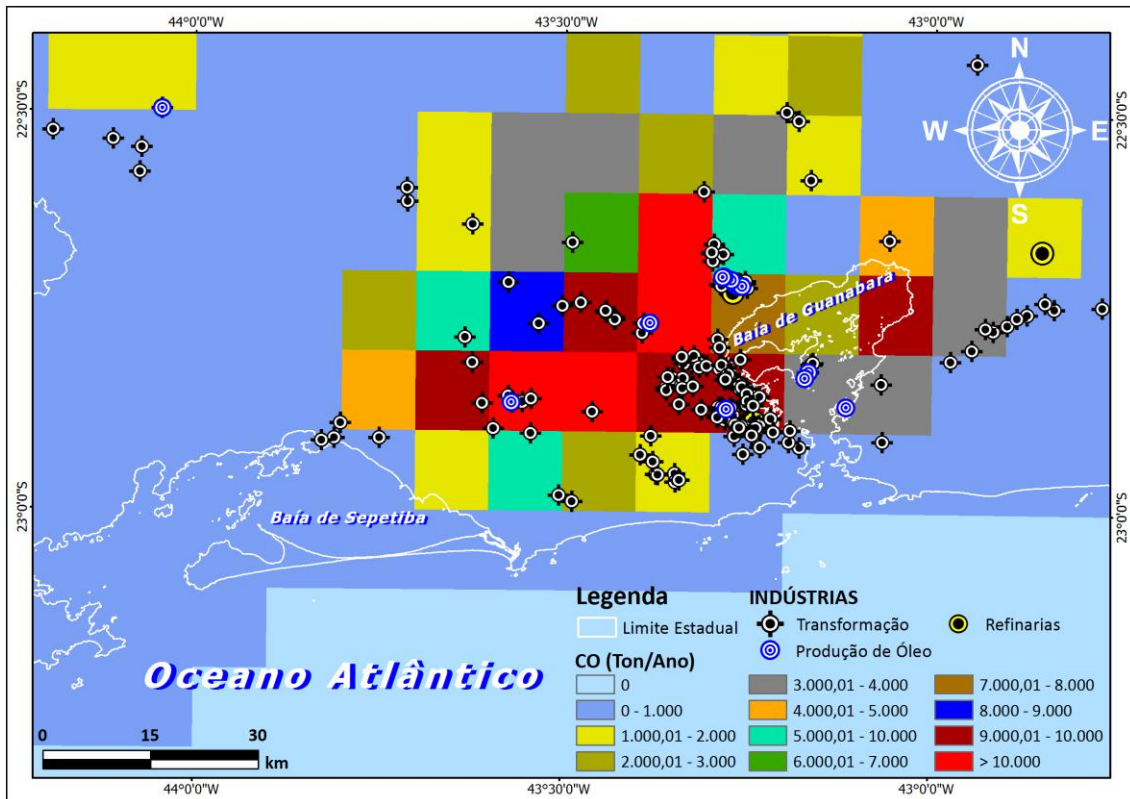 44°0'0"W 43°30'0"W 43°0'0"W
22°30'0"S
23°0'0"S
N
W E
S
22°30'0"S
23°0'0"S
Baía de Guanabara
Baía de Sepetiba
Oceano Atlântico
0 15 30
km
Legenda
Limite Estadual
CO (Ton/Ano)
0
0 - 1.000
1.000,01 - 2.000
2.000,01 - 3.000
INDÚSTRIAS
Transformação
Produção de Óleo
Refinarias
3.000,01 - 4.000
4.000,01 - 5.000
5.000,01 - 10.000
6.000,01 - 7.000
7.000,01 - 8.000
8.000 - 9.000
9.000,01 - 10.000
> 10.000
44°0'0"W 43°30'0"W 43°0'0"W